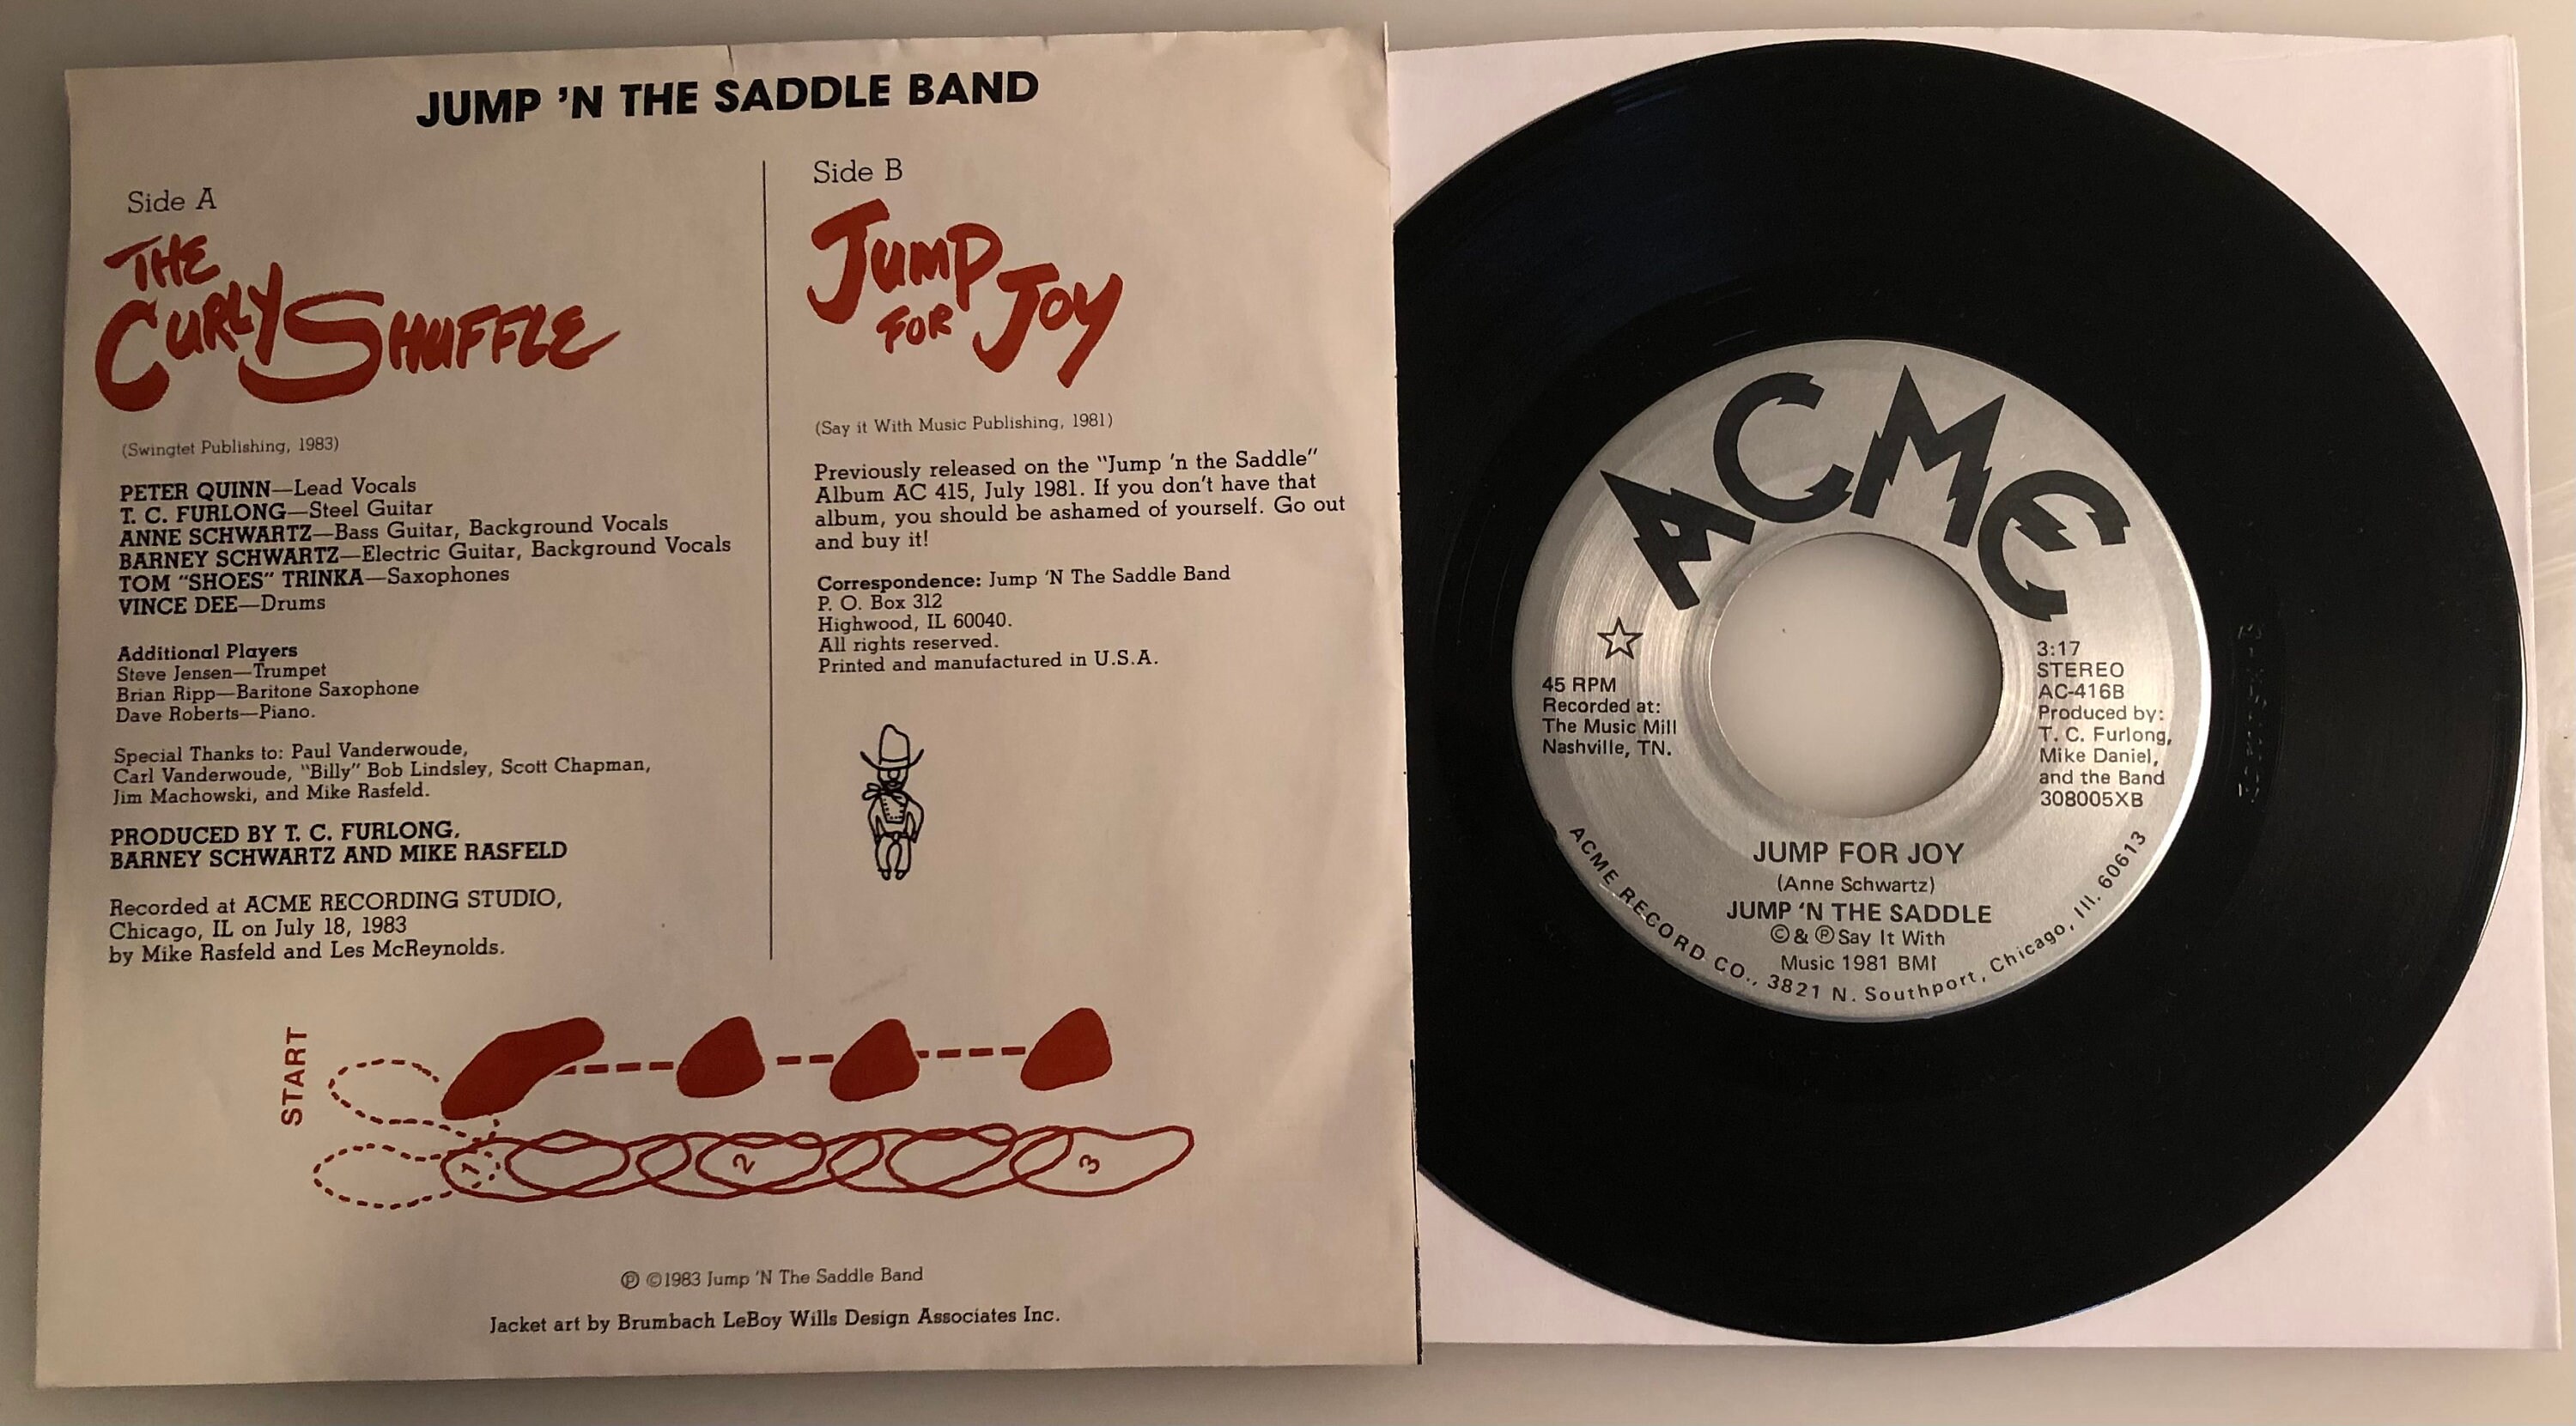 JUMP 'N THE SADDLE BAND
Side A
THE
CURLY SHUFFLE
(Swingtet Publishing, 1983)
PETER QUINN—Lead Vocals
T. C. FURLONG—Steel Guitar
ANNE SCHWARTZ—Bass Guitar, Background Vocals
BARNEY SCHWARTZ—Electric Guitar, Background Vocals
TOM "SHOES" TRINKA—Saxophones
VINCE DEE—Drums
Additional Players
Steve Jensen—Trumpet
Brian Ripp—Baritone Saxophone
Dave Roberts—Piano.
Special Thanks to: Paul Vanderwoude,
Carl Vanderwoude, "Billy" Bob Lindsley, Scott Chapman,
Jim Machowski, and Mike Rasfeld.
PRODUCED BY T. C. FURLONG,
BARNEY SCHWARTZ AND MIKE RASFELD
Recorded at ACME RECORDING STUDIO,
Chicago, IL on July 18, 1983
by Mike Rasfeld and Les McReynolds.
Side B
JUMP
FOR JOY
(Say it With Music Publishing, 1981)
Previously released on the "Jump 'n the Saddle"
Album AC 415, July 1981. If you don't have that
album, you should be ashamed of yourself. Go out
and buy it!
Correspondence: Jump 'N The Saddle Band
P. O. Box 312
Highwood, IL 60040.
All rights reserved.
Printed and manufactured in U.S.A.
START
1 2 3
℗ ©1983 Jump 'N The Saddle Band
Jacket art by Brumbach LeBoy Wills Design Associates Inc.
ACME
45 RPM
Recorded at:
The Music Mill
Nashville, TN.
3:17
STEREO
AC-416B
Produced by:
T. C. Furlong,
Mike Daniel,
and the Band
308005XB
JUMP FOR JOY
(Anne Schwartz)
JUMP 'N THE SADDLE
©&℗Say It With
Music 1981 BMI
ACME RECORD CO., 3821 N. Southport, Chicago, Ill. 60613